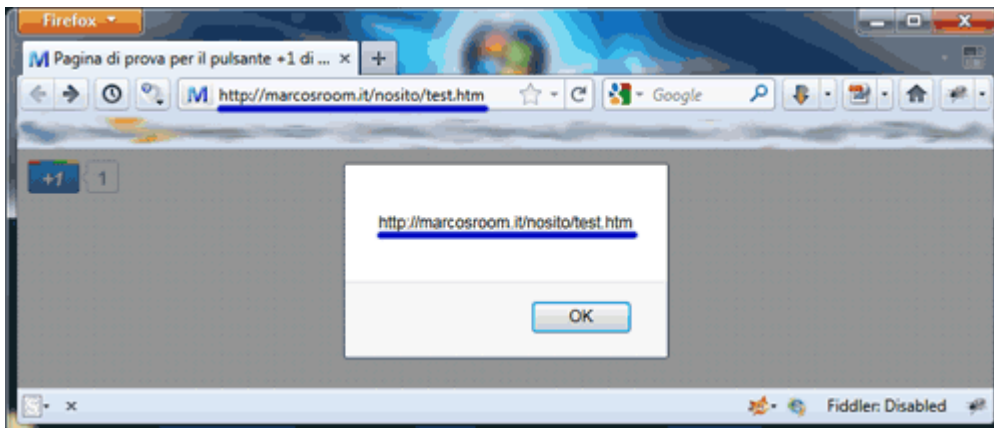 Firefox
Pagina di prova per il pulsante +1 di ...
http://marcosroom.it/nosito/test.htm
Google
+1 1
http://marcosroom.it/nosito/test.htm
OK
Fiddler: Disabled